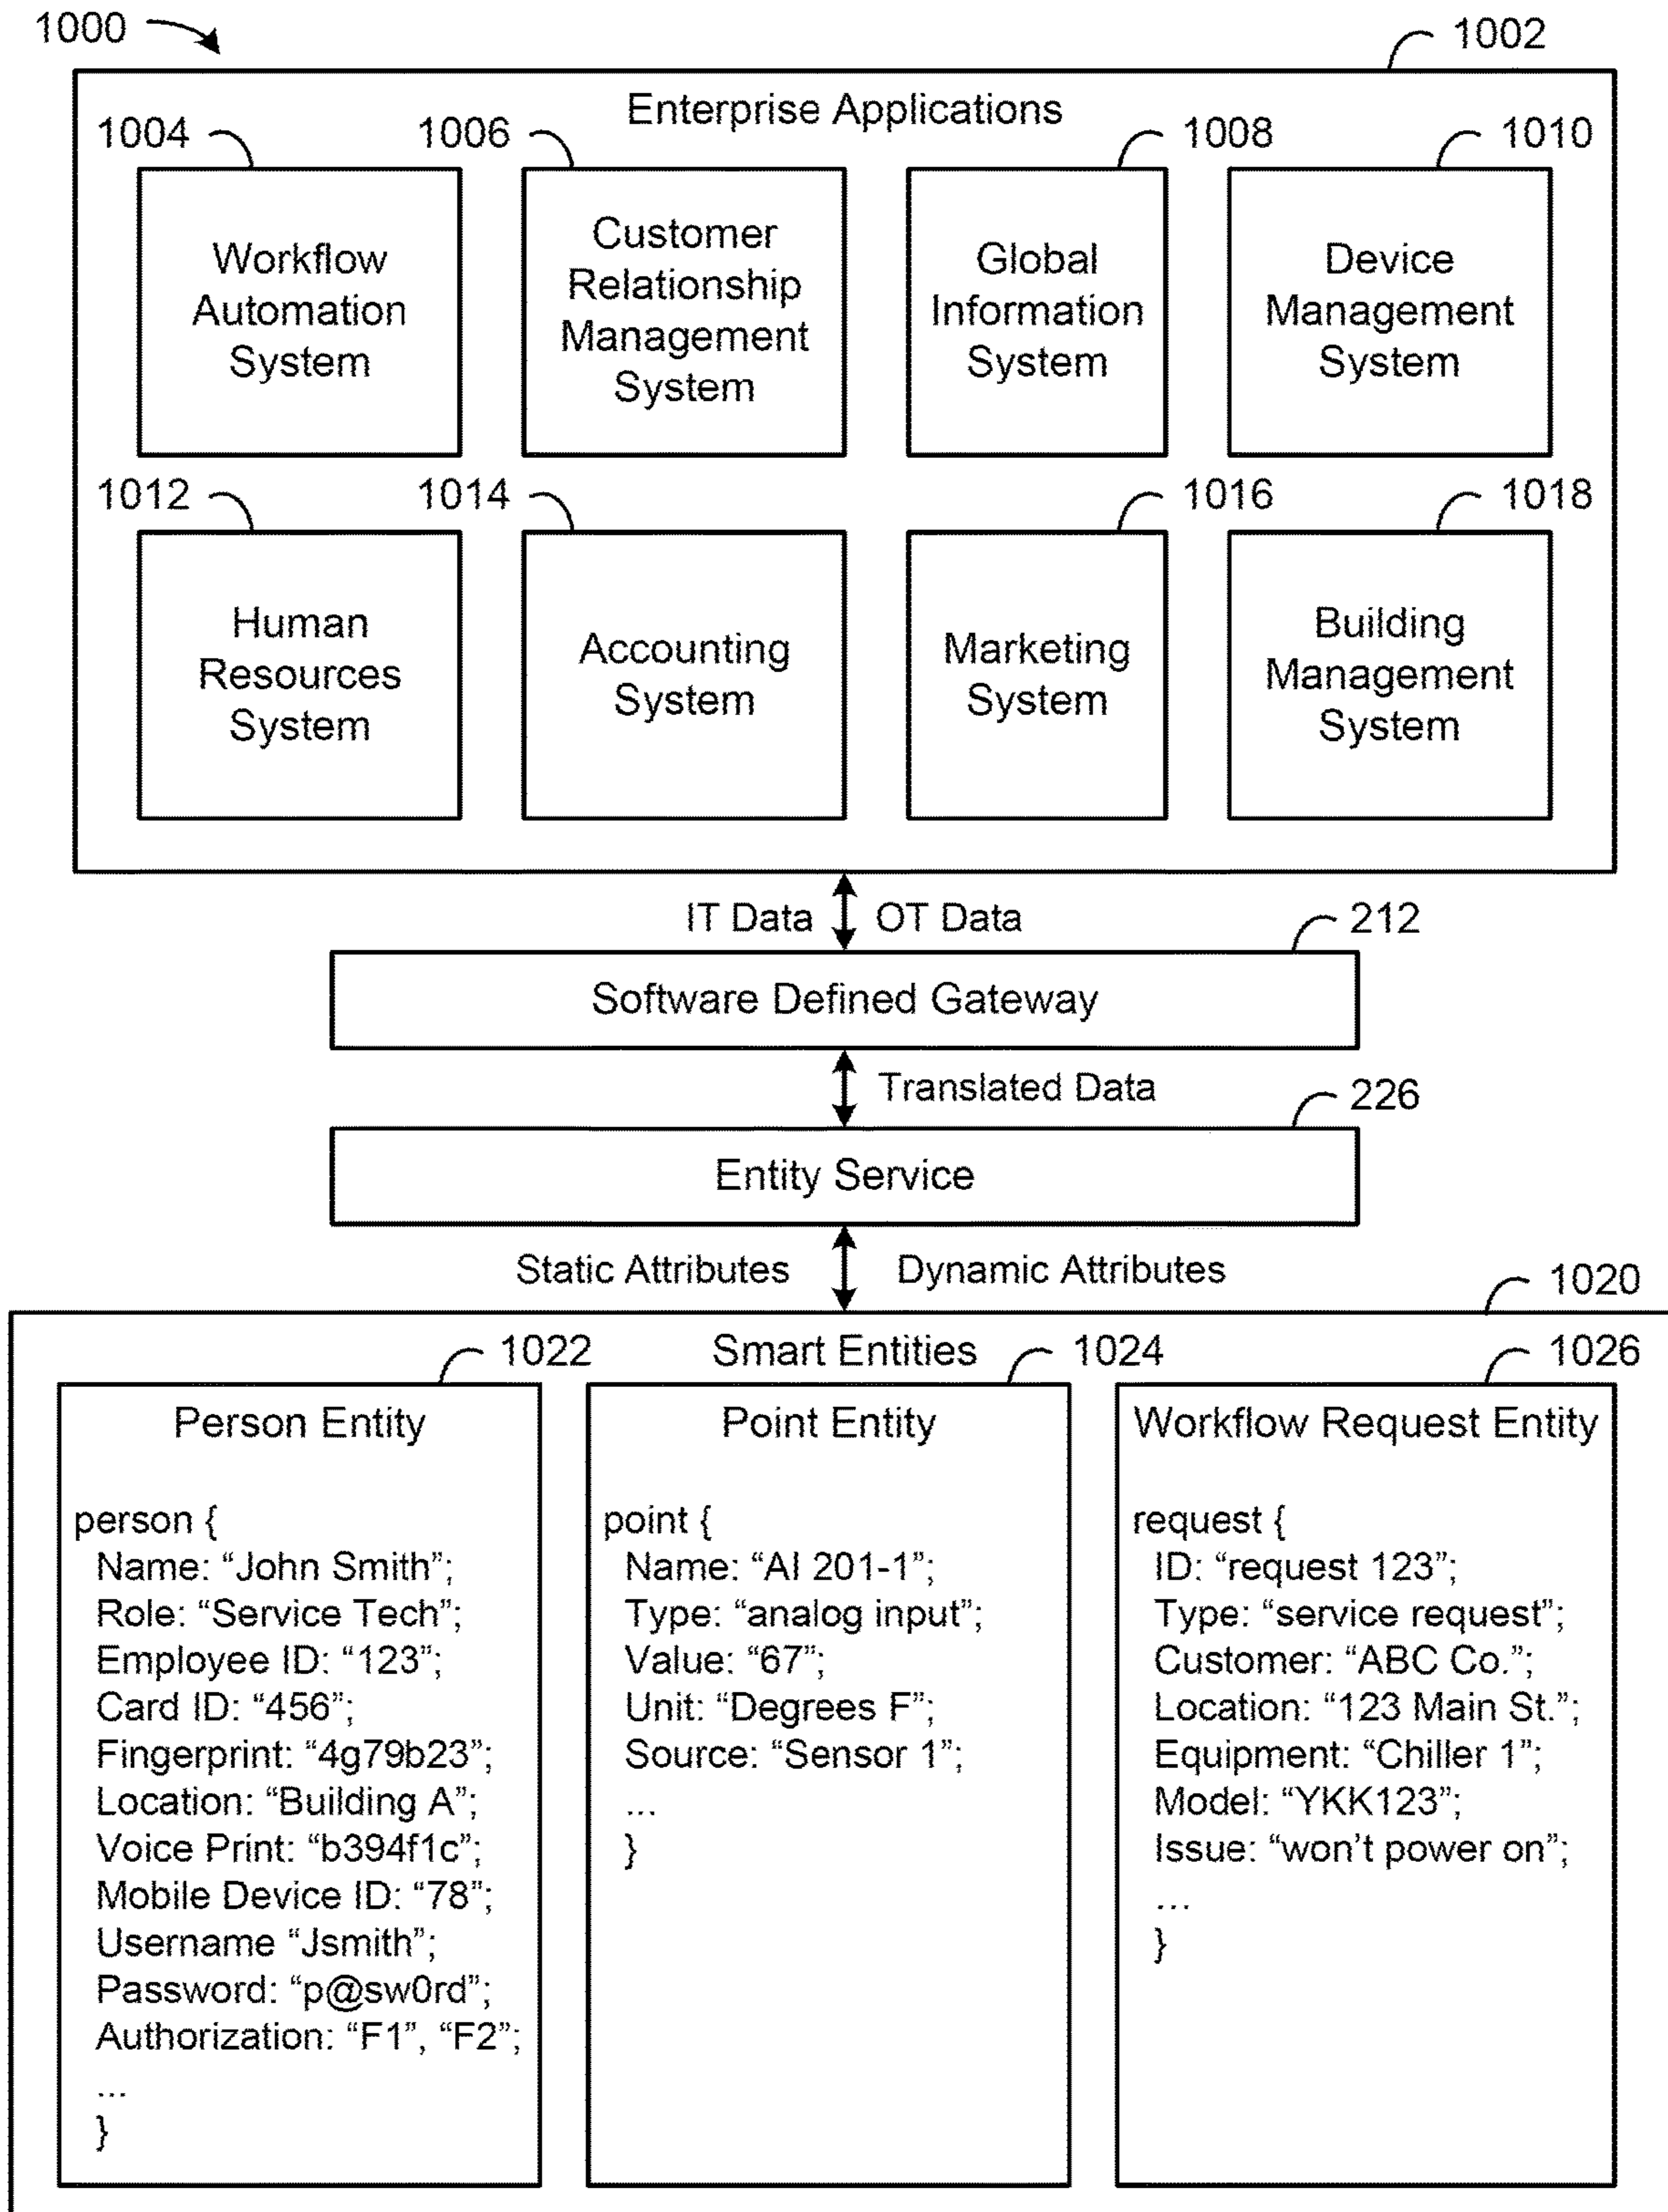 1000
1002
Enterprise Applications
1004
1006
1008
1010
Workflow
Automation
System
Customer
Relationship
Management
System
Global
Information
System
Device
Management
System
1012
1014
1016
1018
Human
Resources
System
Accounting
System
Marketing
System
Building
Management
System
IT Data
OT Data
212
Software Defined Gateway
Translated Data
226
Entity Service
Static Attributes
Dynamic Attributes
1020
Smart Entities
1022
1024
1026
Person Entity
person {
Name: “John Smith”;
Role: “Service Tech”;
Employee ID: “123”;
Card ID: “456”;
Fingerprint: “4g79b23”;
Location: “Building A”;
Voice Print: “b394f1c”;
Mobile Device ID: “78”;
Username “Jsmith”;
Password: “p@sw0rd”;
Authorization: “F1”, “F2”;
...
}
Point Entity
point {
Name: “AI 201-1”;
Type: “analog input”;
Value: “67”;
Unit: “Degrees F”;
Source: “Sensor 1”;
...
}
Workflow Request Entity
request {
ID: “request 123”;
Type: “service request”;
Customer: “ABC Co.”;
Location: “123 Main St.”;
Equipment: “Chiller 1”;
Model: “YKK123”;
Issue: “won’t power on”;
...
}